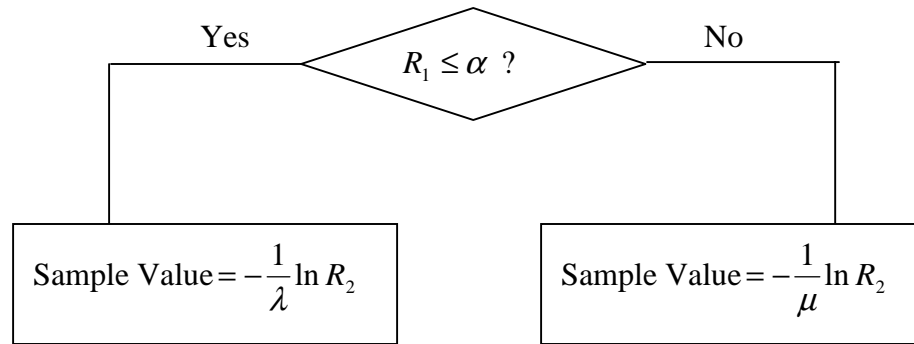 Yes
No
R₁ ≤ α ?
Sample Value = −1/λ ln R₂
Sample Value = −1/μ ln R₂